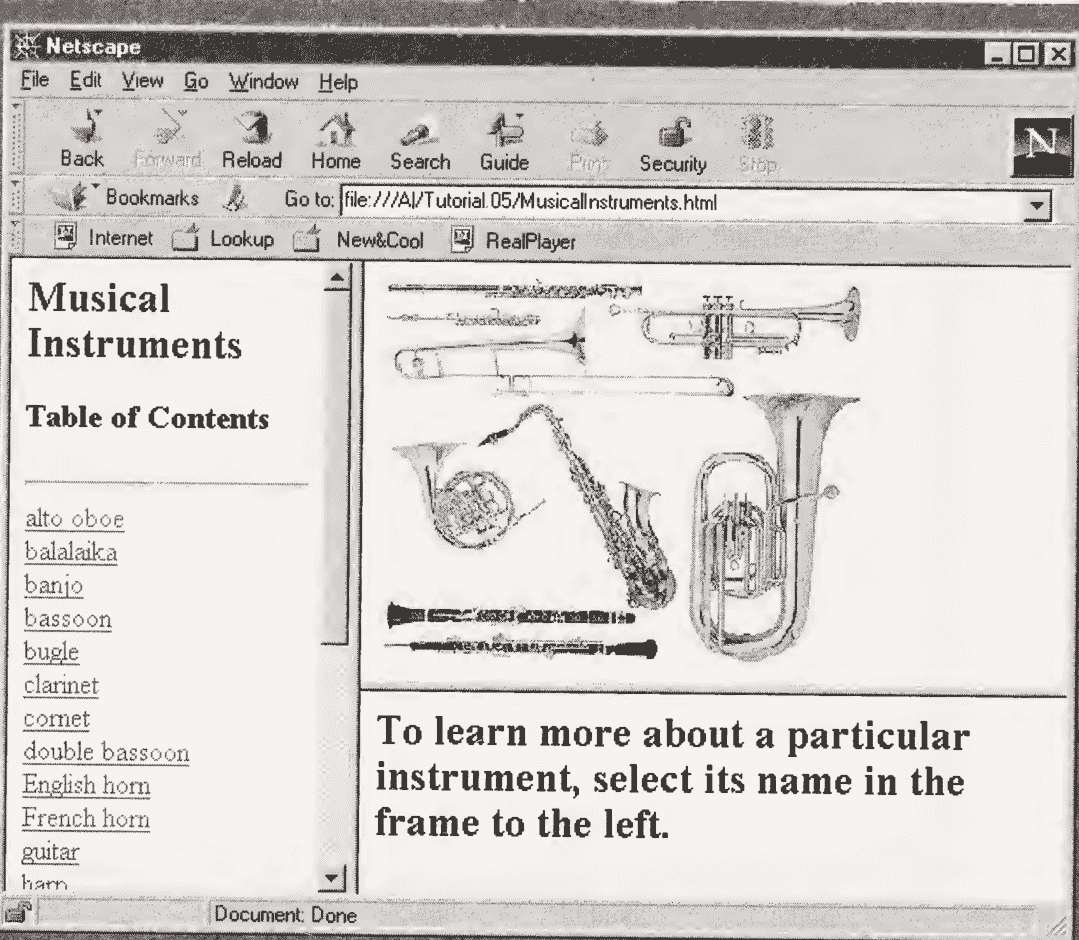 Netscape
File Edit View Go Window Help
N
Back Forward Reload Home Search Guide Print Security Stop
Bookmarks Go to: file:///A|/Tutorial.05/MusicalInstruments.html
Internet Lookup New&Cool RealPlayer
Musical
Instruments
Table of Contents
alto oboe
balalaika
banjo
bassoon
bugle
clarinet
cornet
double bassoon
English horn
French horn
guitar
harp
To learn more about a particular
instrument, select its name in the
frame to the left.
Document: Done